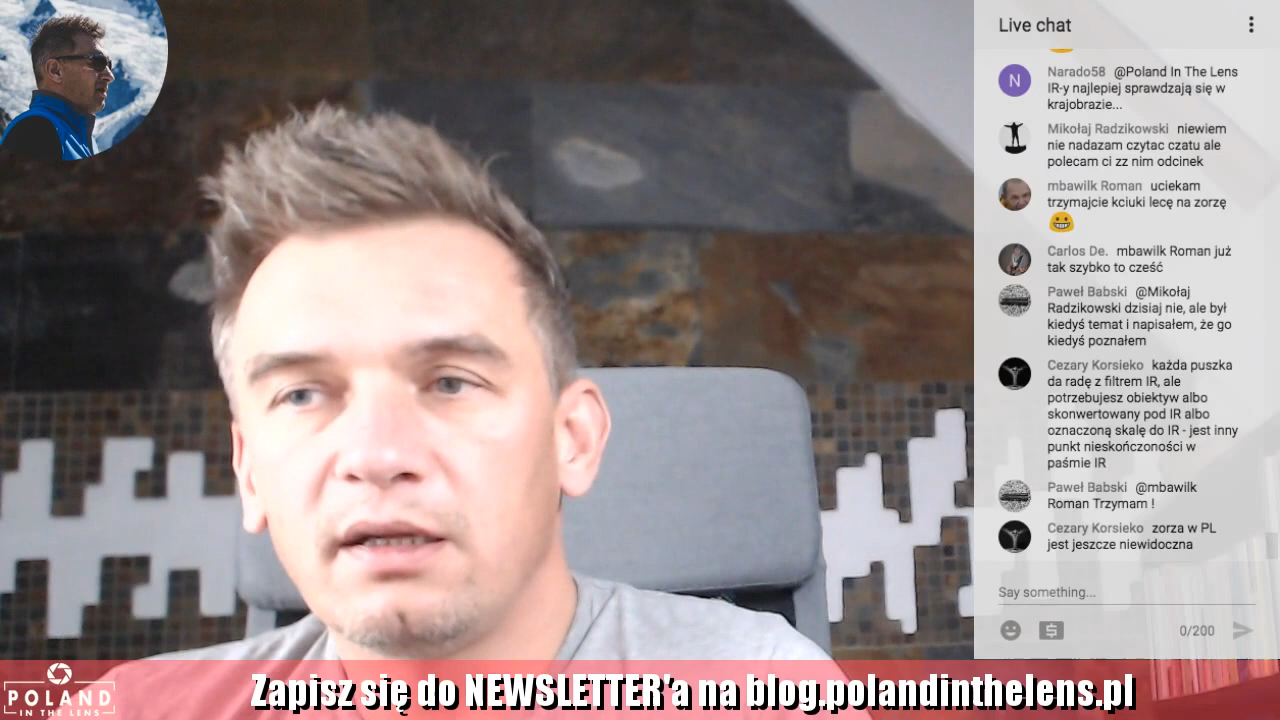 Live chat
N
Narado58 @Poland In The Lens
IR-y najlepiej sprawdzają się w
krajobrazie...
Mikołaj Radzikowski niewiem
nie nadazam czytac czatu ale
polecam ci zz nim odcinek
mbawilk Roman uciekam
trzymajcie kciuki lecę na zorzę
Carlos De. mbawilk Roman już
tak szybko to cześć
Paweł Babski @Mikołaj
Radzikowski dzisiaj nie, ale był
kiedyś temat i napisałem, że go
kiedyś poznałem
Cezary Korsieko każda puszka
da radę z filtrem IR, ale
potrzebujesz obiektyw albo
skonwertowany pod IR albo
oznaczoną skalę do IR - jest inny
punkt nieskończoności w
paśmie IR
Paweł Babski @mbawilk
Roman Trzymam !
Cezary Korsieko zorza w PL
jest jeszcze niewidoczna
Say something...
0/200
POLAND
IN THE LENS
Zapisz się do NEWSLETTER'a na blog.polandinthelens.pl